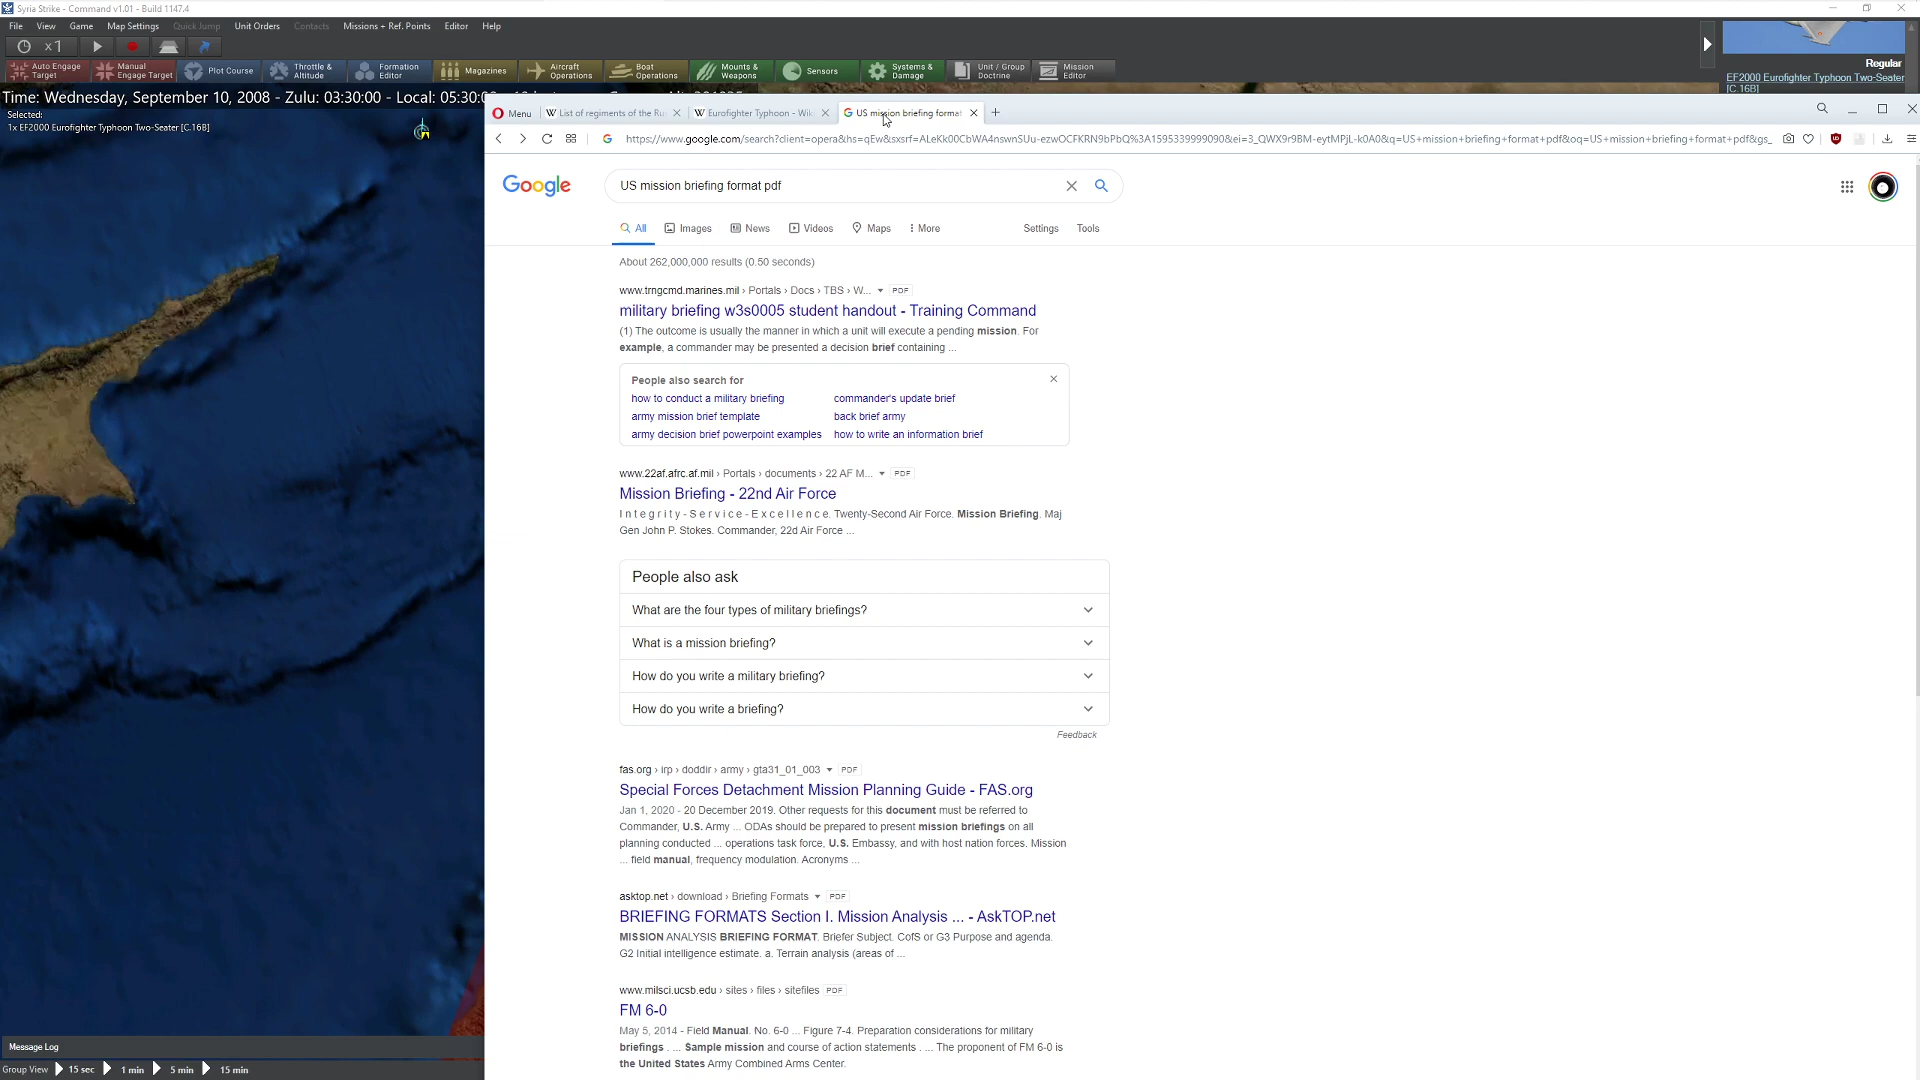 Syria Strike - Command v1.01 - Build 1147.4
File View Game Map Settings Quick Jump Unit Orders Contacts Missions + Ref. Points Editor Help
x1
Auto Engage Target
Manual Engage Target
Plot Course
Throttle & Altitude
Formation Editor
Magazines
Aircraft Operations
Boat Operations
Mounts & Weapons
Sensors
Systems & Damage
Unit / Group Doctrine
Mission Editor
Regular
EF2000 Eurofighter Typhoon Two-Seater
[C.16B]
Time: Wednesday, September 10, 2008 - Zulu: 03:30:00 - Local: 05:30:00
Selected:
1x EF2000 Eurofighter Typhoon Two-Seater [C.16B]
Menu
List of regiments of the Ru
Eurofighter Typhoon - Wiki
US mission briefing format
https://www.google.com/search?client=opera&hs=qEw&sxsrf=ALeKk00CbWA4nswnSUu-ezwOCFKRN9bPbQ%3A1595339999090&ei=3_QWX9r9BM-eytMPjL-k0A0&q=US+mission+briefing+format+pdf&oq=US+mission+briefing+format+pdf&gs_
Google
US mission briefing format pdf
All Images News Videos Maps More Settings Tools
About 262,000,000 results (0.50 seconds)
www.trngcmd.marines.mil › Portals › Docs › TBS › W... PDF
military briefing w3s0005 student handout - Training Command
(1) The outcome is usually the manner in which a unit will execute a pending mission. For
example, a commander may be presented a decision brief containing ...
People also search for
how to conduct a military briefing commander's update brief
army mission brief template back brief army
army decision brief powerpoint examples how to write an information brief
www.22af.afrc.af.mil › Portals › documents › 22 AF M... PDF
Mission Briefing - 22nd Air Force
I n t e g r i t y - S e r v i c e - E x c e l l e n c e. Twenty-Second Air Force. Mission Briefing. Maj
Gen John P. Stokes. Commander, 22d Air Force ...
People also ask
What are the four types of military briefings?
What is a mission briefing?
How do you write a military briefing?
How do you write a briefing?
Feedback
fas.org › irp › doddir › army › gta31_01_003 PDF
Special Forces Detachment Mission Planning Guide - FAS.org
Jan 1, 2020 - 20 December 2019. Other requests for this document must be referred to
Commander, U.S. Army ... ODAs should be prepared to present mission briefings on all
planning conducted ... operations task force, U.S. Embassy, and with host nation forces. Mission
... field manual, frequency modulation. Acronyms ...
asktop.net › download › Briefing Formats PDF
BRIEFING FORMATS Section I. Mission Analysis ... - AskTOP.net
MISSION ANALYSIS BRIEFING FORMAT. Briefer Subject. CofS or G3 Purpose and agenda.
G2 Initial intelligence estimate. a. Terrain analysis (areas of ...
www.milsci.ucsb.edu › sites › files › sitefiles PDF
FM 6-0
May 5, 2014 - Field Manual. No. 6-0 ... Figure 7-4. Preparation considerations for military
briefings . ... Sample mission and course of action statements . ... The proponent of FM 6-0 is
the United States Army Combined Arms Center.
Message Log
Group View 15 sec 1 min 5 min 15 min